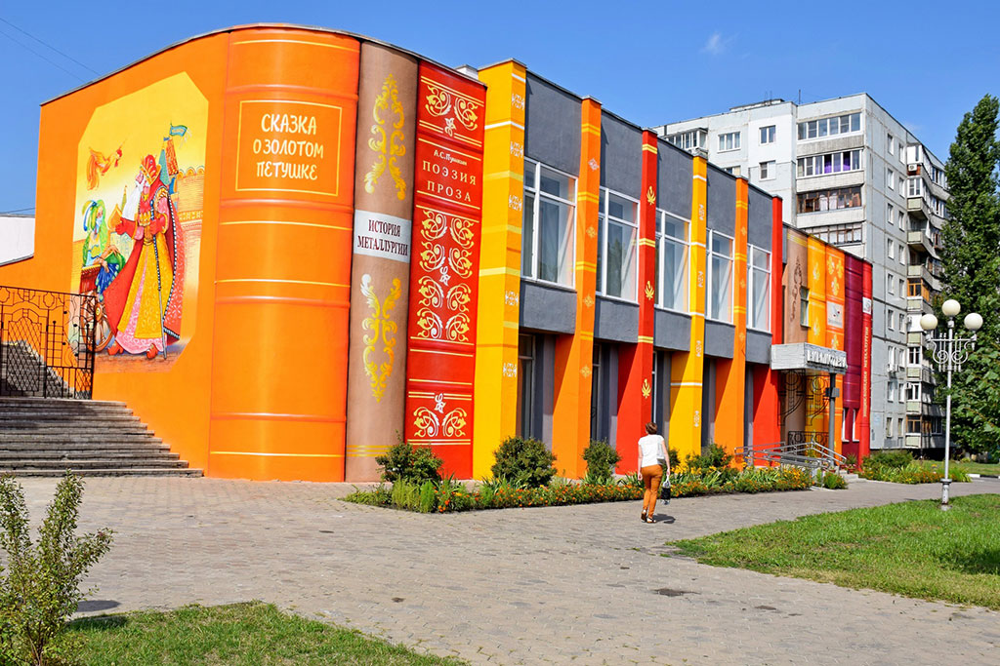 СКАЗКА
О ЗОЛОТОМ
ПЕТУШКЕ
ИСТОРИЯ
МЕТАЛЛУРГИИ
А.С.Пушкин
ПОЭЗИЯ
ПРОЗА